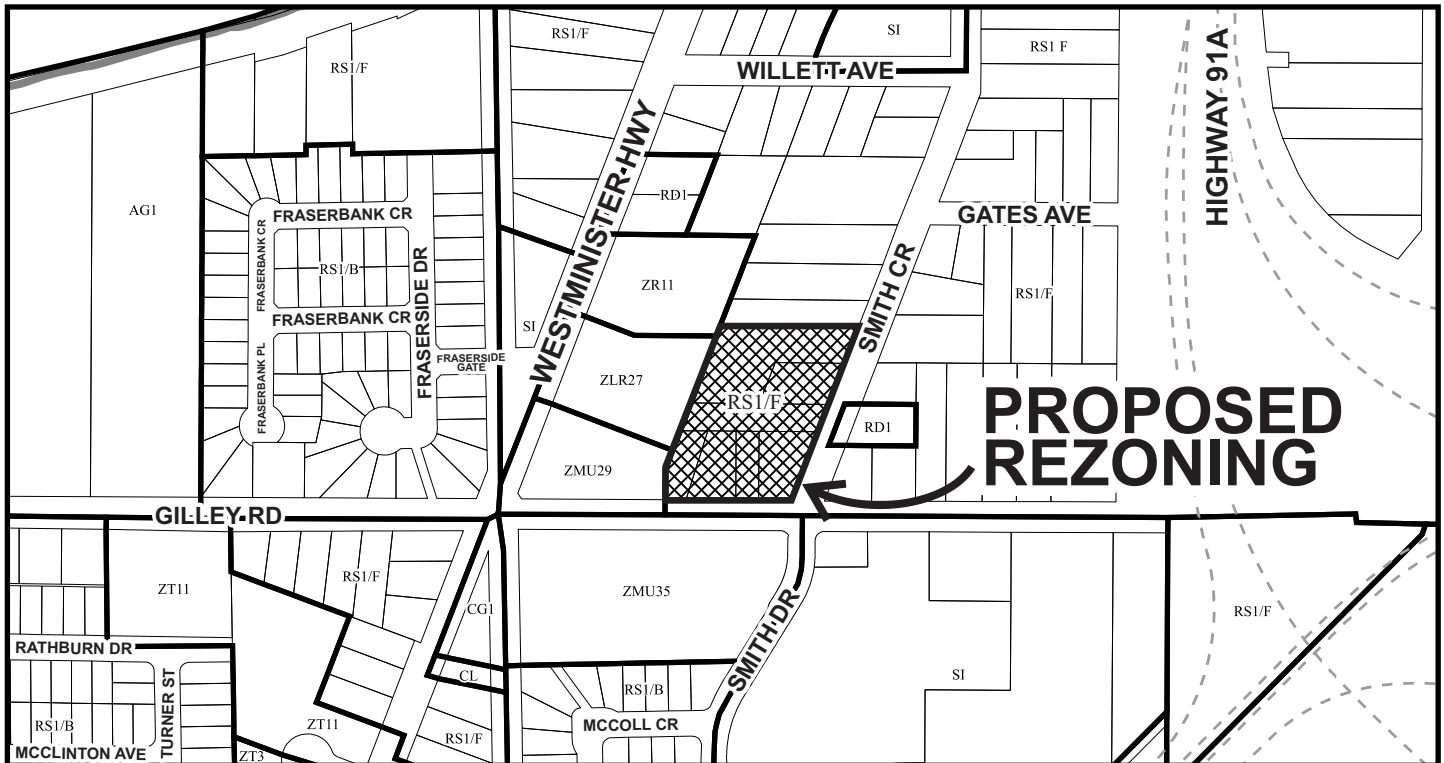 RS1/F
SI
RS1 F
HIGHWAY 91A
RS1/F
WILLETT AVE
WESTMINISTER HWY
AG1
RD1
FRASERBANK CR
FRASERBANK CR
FRASERSIDE DR
GATES AVE
RS1/B
ZR11
SMITH CR
RS1/F
FRASERBANK CR
SI
FRASERSIDE
GATE
FRASERBANK PL
ZLR27
RS1/F
RD1
PROPOSED
REZONING
ZMU29
GILLEY RD
ZT11
RS1/F
CG1
ZMU35
SMITH DR
RS1/F
RATHBURN DR
TURNER ST
CL
RS1/B
SI
RS1/B
ZT11
RS1/F
MCCOLL CR
MCCLINTON AVE
ZT3